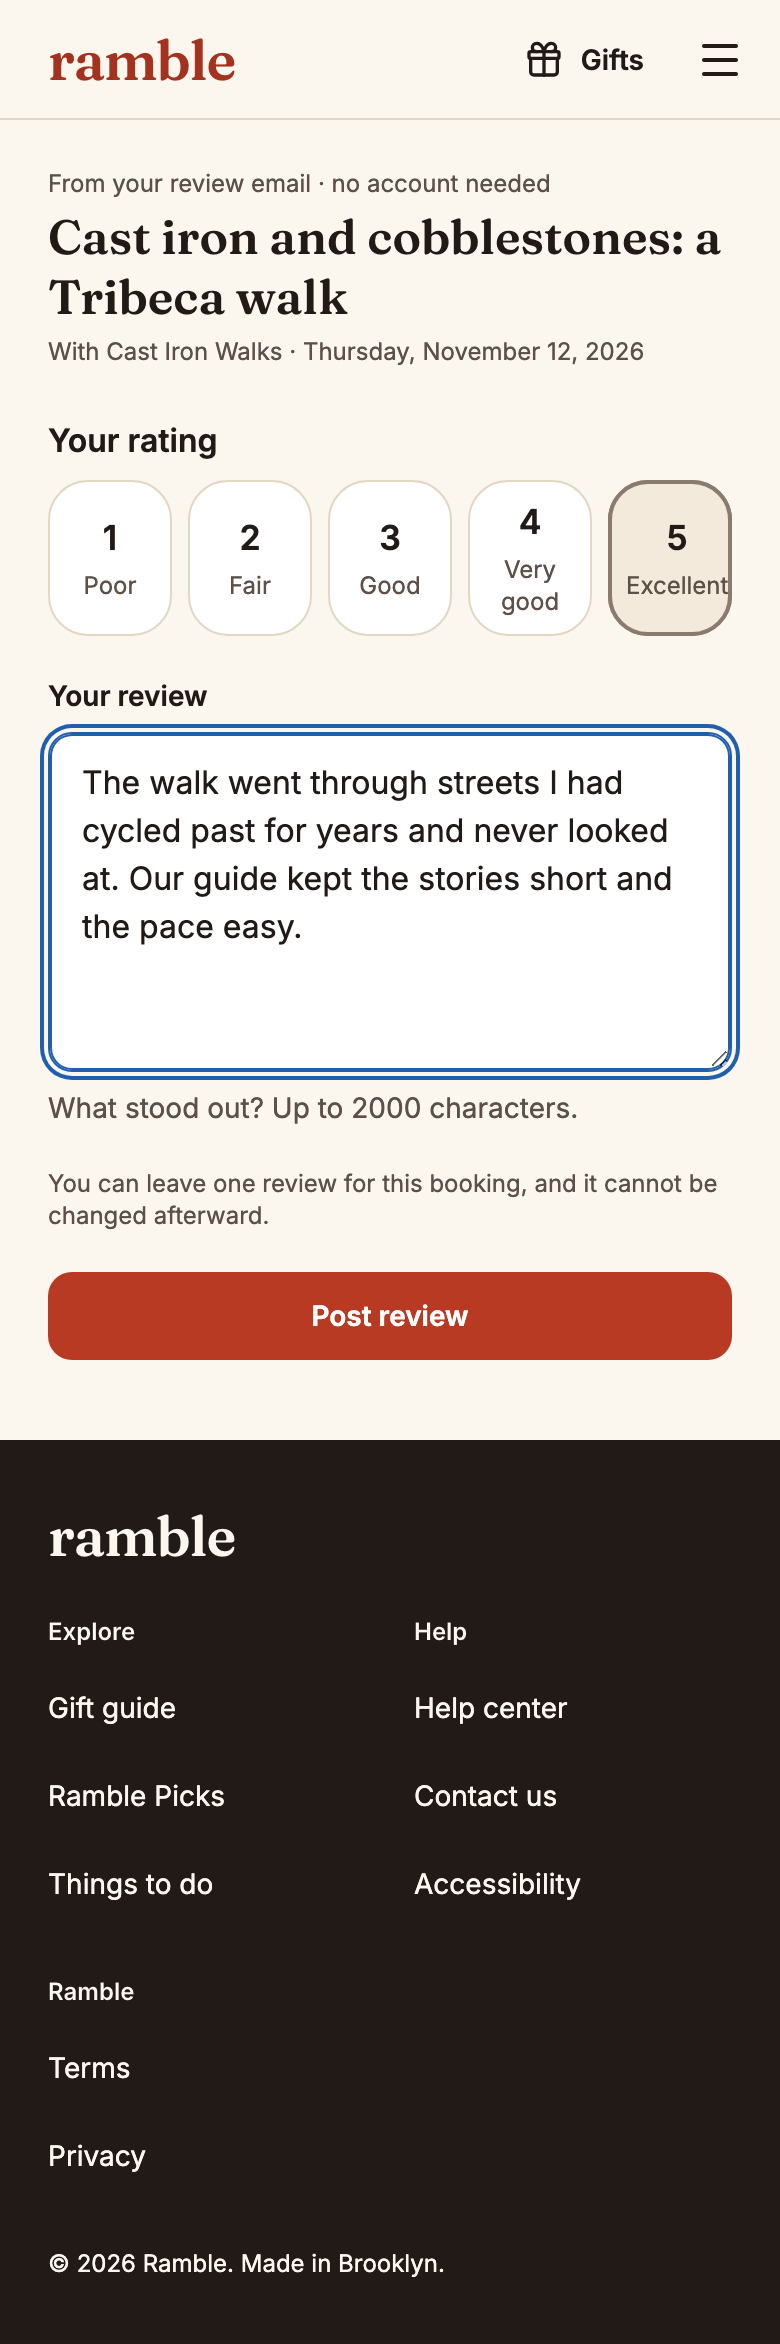 ramble
Gifts
From your review email · no account needed
Cast iron and cobblestones: a
Tribeca walk
With Cast Iron Walks · Thursday, November 12, 2026
Your rating
1
Poor
2
Fair
3
Good
4
Very
good
5
Excellent
Your review
The walk went through streets I had
cycled past for years and never looked
at. Our guide kept the stories short and
the pace easy.
What stood out? Up to 2000 characters.
You can leave one review for this booking, and it cannot be
changed afterward.
Post review
ramble
Explore
Gift guide
Ramble Picks
Things to do
Help
Help center
Contact us
Accessibility
Ramble
Terms
Privacy
© 2026 Ramble. Made in Brooklyn.